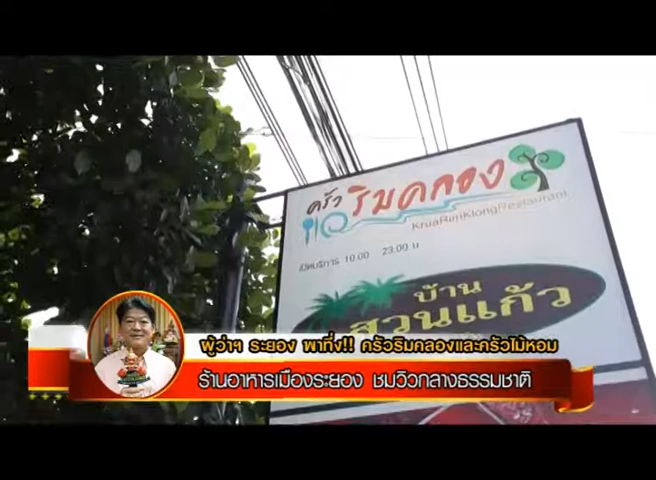 ครัว ริมคลอง
KruaRimKlongRestaurant
เปิดบริการ 10.00 23.00 น
บ้าน
สวนแก้ว
ผู้ว่าฯ ระยอง พาทึ่ง!! ครัวริมคลองและครัวไม้หอม
ร้านอาหารเมืองระยอง ชมวิวกลางธรรมชาติ